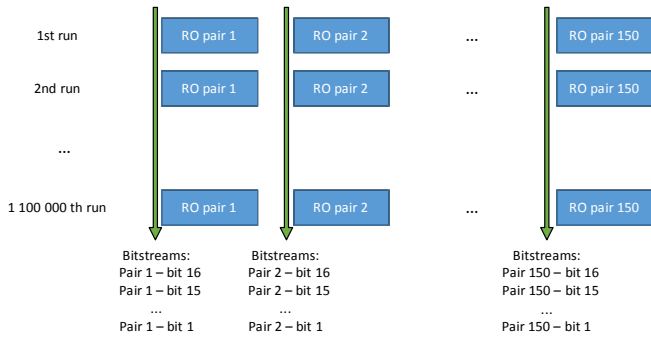 1st run RO pair 1 RO pair 2 ... RO pair 150
2nd run RO pair 1 RO pair 2 ... RO pair 150
...
1 100 000 th run RO pair 1 RO pair 2 ... RO pair 150
Bitstreams: Bitstreams: Bitstreams:
Pair 1 – bit 16 Pair 2 – bit 16 Pair 150 – bit 16
Pair 1 – bit 15 Pair 2 – bit 15 Pair 150 – bit 15
... ... ...
Pair 1 – bit 1 Pair 2 – bit 1 Pair 150 – bit 1